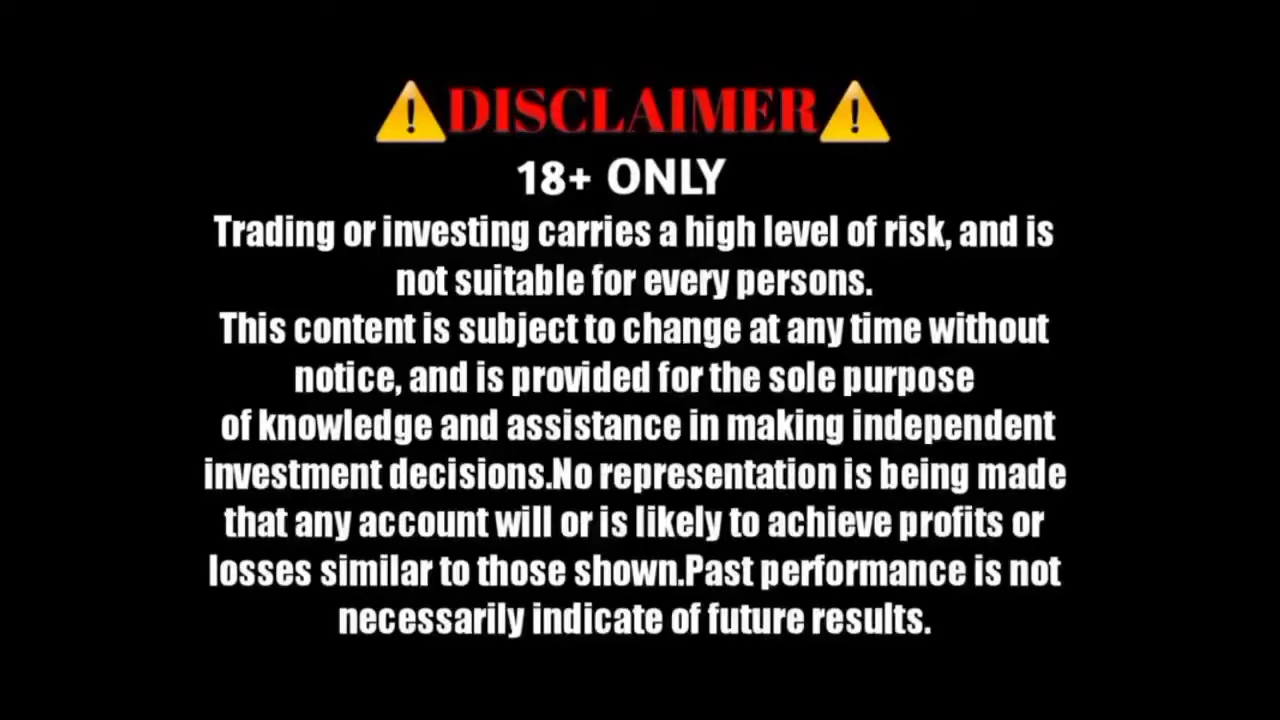 ⚠️DISCLAIMER⚠️
18+ ONLY
Trading or investing carries a high level of risk, and is
not suitable for every persons.
This content is subject to change at any time without
notice, and is provided for the sole purpose
of knowledge and assistance in making independent
investment decisions.No representation is being made
that any account will or is likely to achieve profits or
losses similar to those shown.Past performance is not
necessarily indicate of future results.